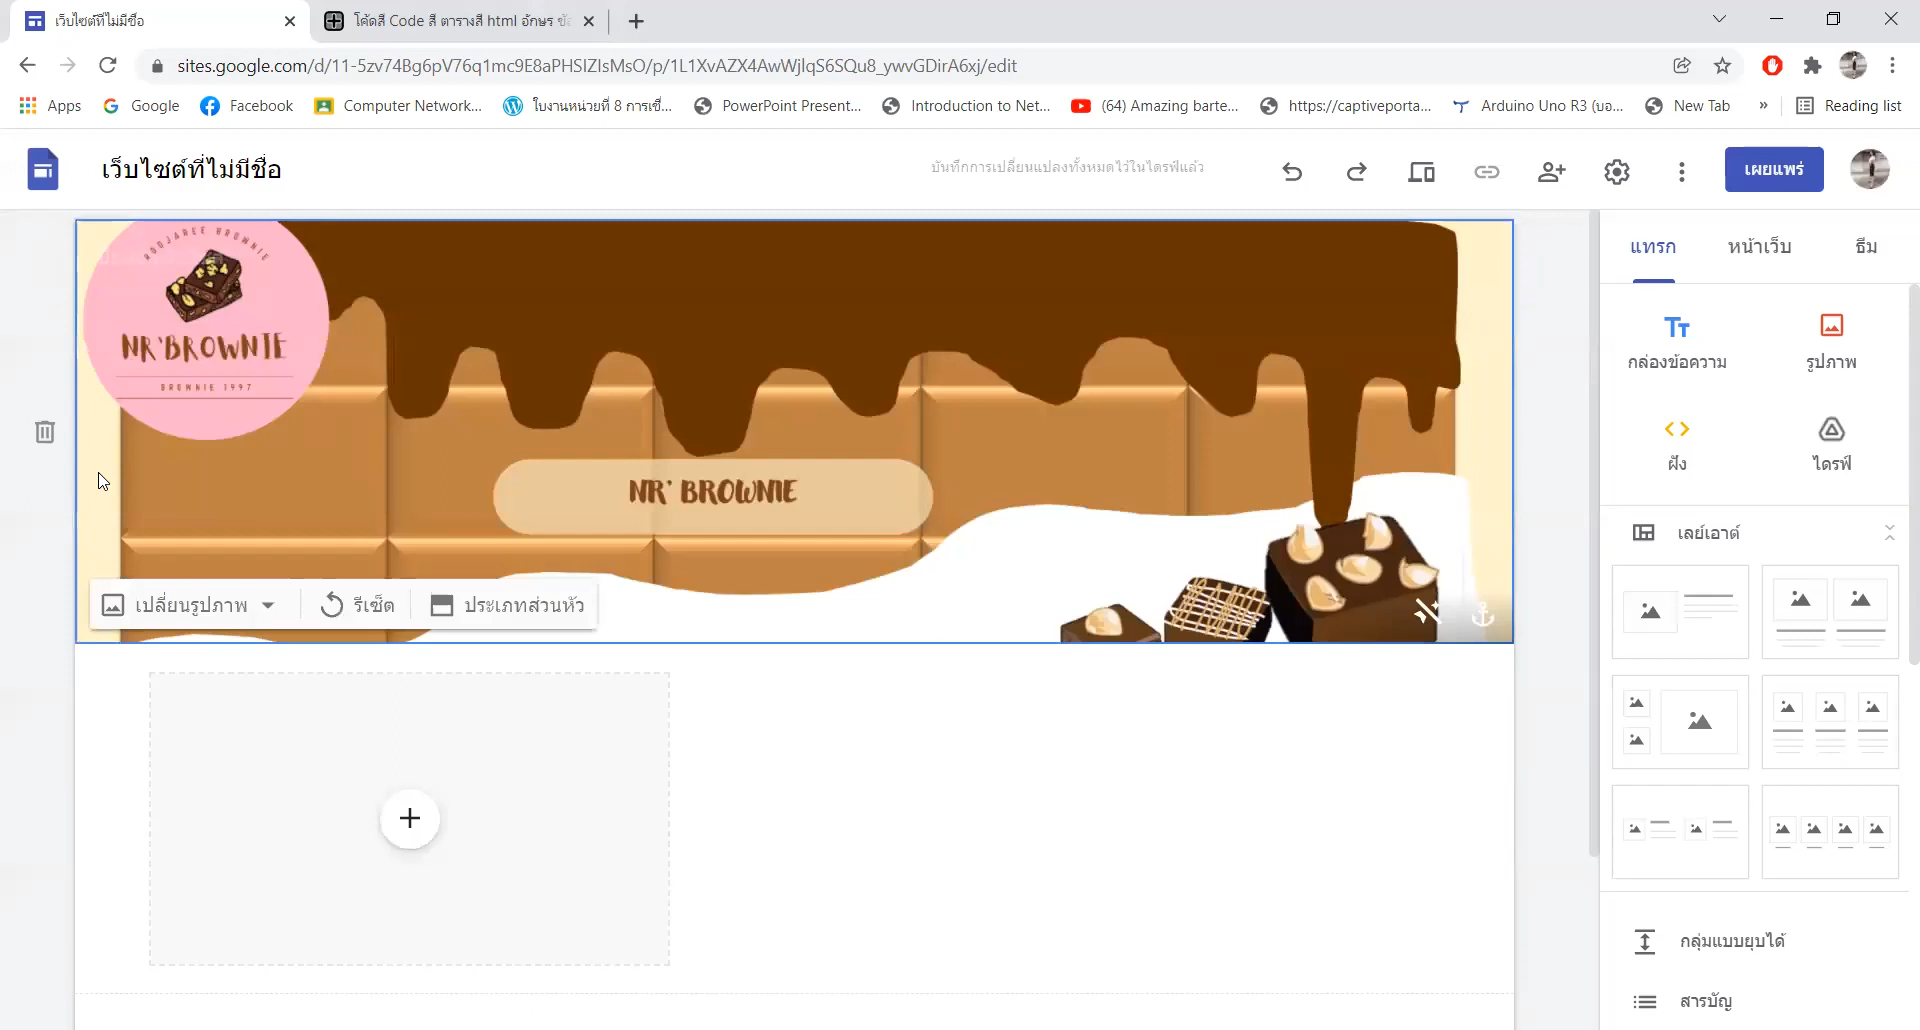 เว็บไซต์ที่ไม่มีชื่อ
โค้ดสี Code สี ตารางสี html อักษร
sites.google.com/d/11-5zv74Bg6pV76q1mc9E8aPHSIZIsMsO/p/1L1XvAZX4AwWjlqS6SQu8_ywvGDirA6xj/edit
Apps
Google
Facebook
Computer Network...
ใบงานหน่วยที่ 8 การเชื่...
PowerPoint Present...
Introduction to Net...
(64) Amazing barte...
https://captiveporta...
Arduino Uno R3 (บอ...
New Tab
»
Reading list
เว็บไซต์ที่ไม่มีชื่อ
บันทึกการเปลี่ยนแปลงทั้งหมดไว้ในไดรฟ์แล้ว
เผยแพร่
ROOJAREE BROWNIE
NR'BROWNIE
BROWNIE 1997
NR' BROWNIE
เปลี่ยนรูปภาพ
รีเซ็ต
ประเภทส่วนหัว
แทรก
หน้าเว็บ
ธีม
กล่องข้อความ
รูปภาพ
ฝัง
ไดรฟ์
เลย์เอาต์
กลุ่มแบบยุบได้
สารบัญ